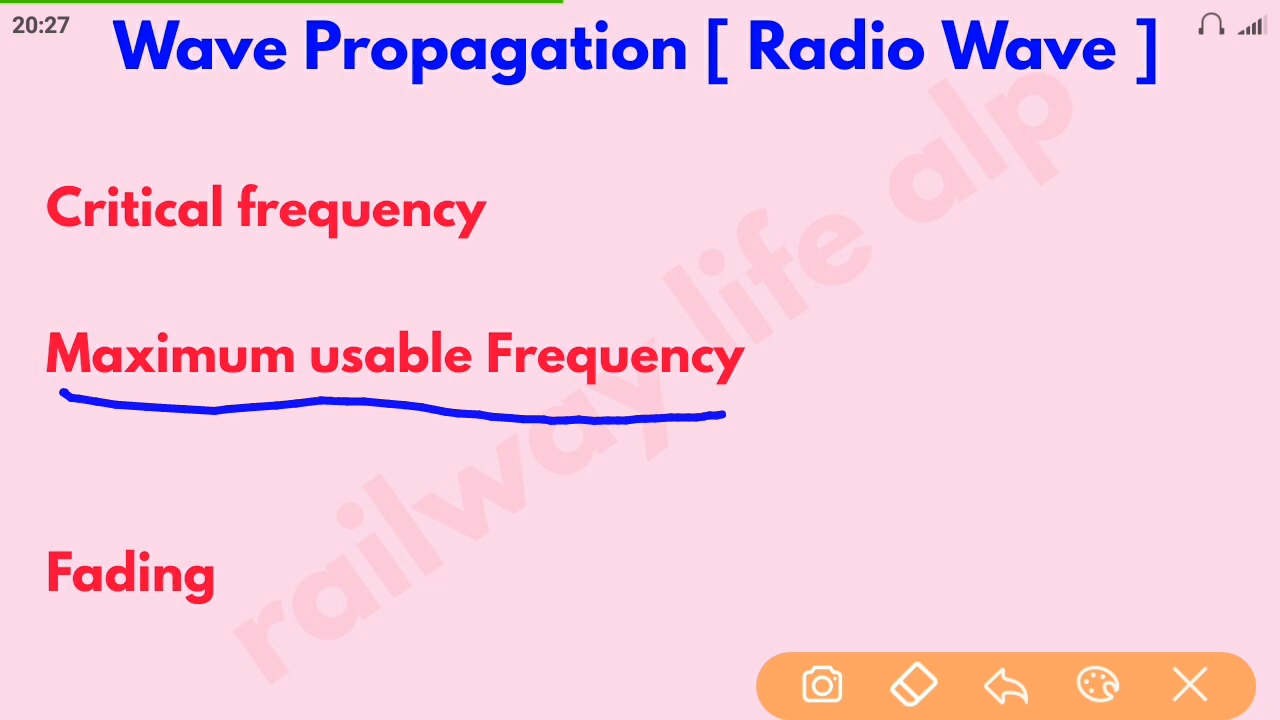 20:27
Wave Propagation [ Radio Wave ]
Critical frequency
Maximum usable Frequency
Fading
railway life alp